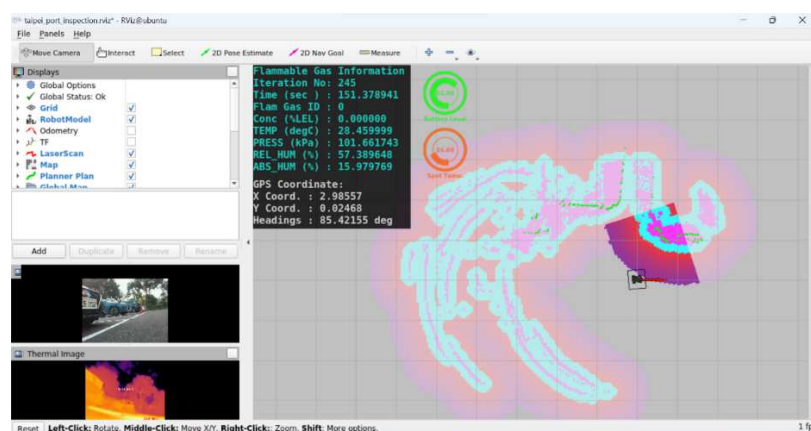 taipei_port_inspection.rviz* - RViz@ubuntu
File Panels Help
Move Camera Interact Select 2D Pose Estimate 2D Nav Goal Measure
Displays
Global Options
Global Status: Ok
Grid
RobotModel
Odometry
TF
LaserScan
Map
Planner Plan
Global Map
Add Duplicate Remove Rename
Thermal Image
Flammable Gas Information
Iteration No: 245
Time (sec ) : 151.378941
Flam Gas ID : 0
Conc (%LEL) : 0.000000
TEMP (degC) : 28.459999
PRESS (kPa) : 101.661743
REL_HUM (%) : 57.389648
ABS_HUM (%) : 15.979769
GPS Coordinate:
X Coord. : 2.98557
Y Coord. : 0.02468
Headings : 85.42155 deg
Battery Level
Reset Left-Click: Rotate. Middle-Click: Move X/Y. Right-Click:: Zoom. Shift: More options.